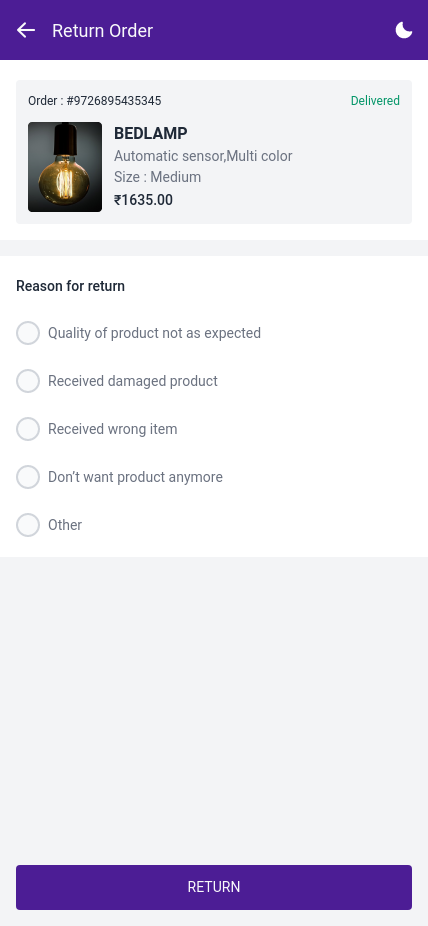 Return Order
Order : #9726895435345
Delivered
BEDLAMP
Automatic sensor,Multi color
Size : Medium
₹1635.00
Reason for return
Quality of product not as expected
Received damaged product
Received wrong item
Don’t want product anymore
Other
RETURN